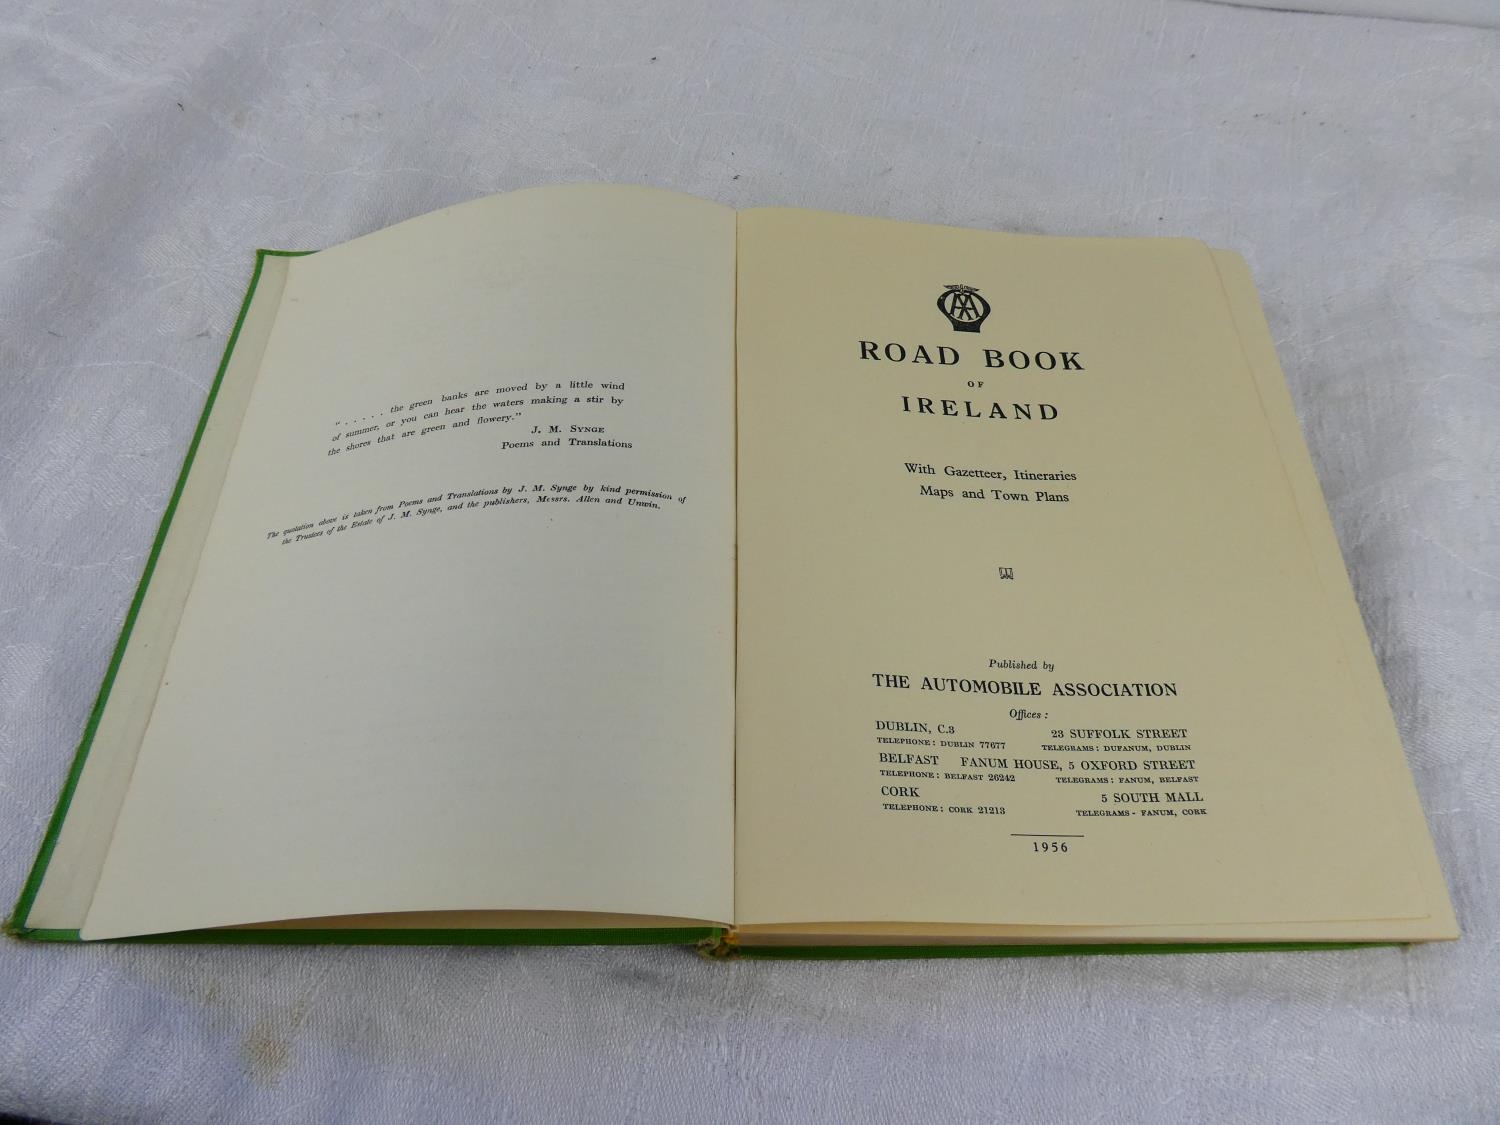 ". . . . . the green banks are moved by a little wind
of summer, or you can hear the waters making a stir by
the shores that are green and flowery."
J. M. SYNGE
Poems and Translations
The quotation above is taken from Poems and Translations by J. M. Synge by kind permission of
the Trustees of the Estate of J. M. Synge, and the publishers, Messrs. Allen and Unwin.
AA
ROAD BOOK
OF
IRELAND
With Gazetteer, Itineraries
Maps and Town Plans
Published by
THE AUTOMOBILE ASSOCIATION
Offices :
DUBLIN, C.3 23 SUFFOLK STREET
TELEPHONE : DUBLIN 77677 TELEGRAMS : DUFANUM, DUBLIN
BELFAST FANUM HOUSE, 5 OXFORD STREET
TELEPHONE : BELFAST 26242 TELEGRAMS : FANUM, BELFAST
CORK 5 SOUTH MALL
TELEPHONE : CORK 21213 TELEGRAMS - FANUM, CORK
1956